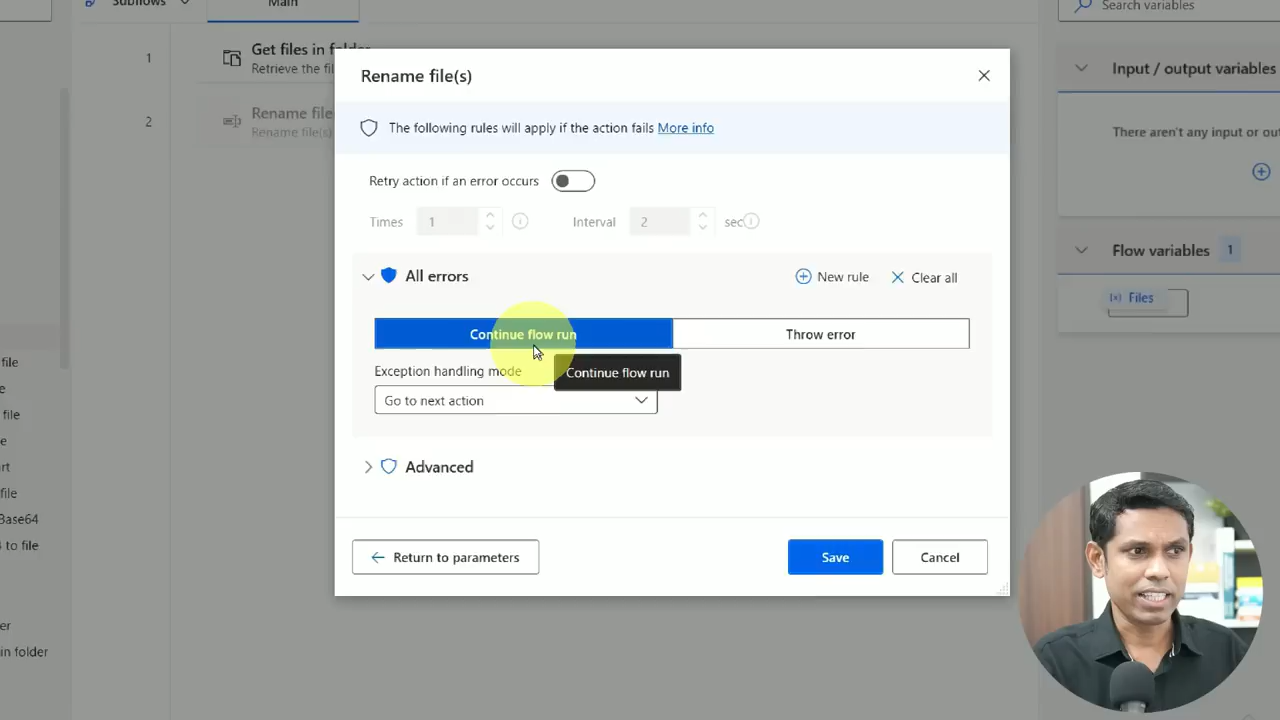 Subflows
Main
Search variables
1
Get files in folder
Retrieve the fil
2
Rename file
Rename file(s)
Rename file(s)
The following rules will apply if the action fails More info
Retry action if an error occurs
Times 1 Interval 2 sec
All errors
New rule
Clear all
Continue flow run
Throw error
Continue flow run
Exception handling mode
Go to next action
Advanced
Return to parameters
Save
Cancel
Input / output variables
There aren't any input or ou
Flow variables 1
(x) Files
file
e
file
e
rt
file
Base64
to file
er
in folder